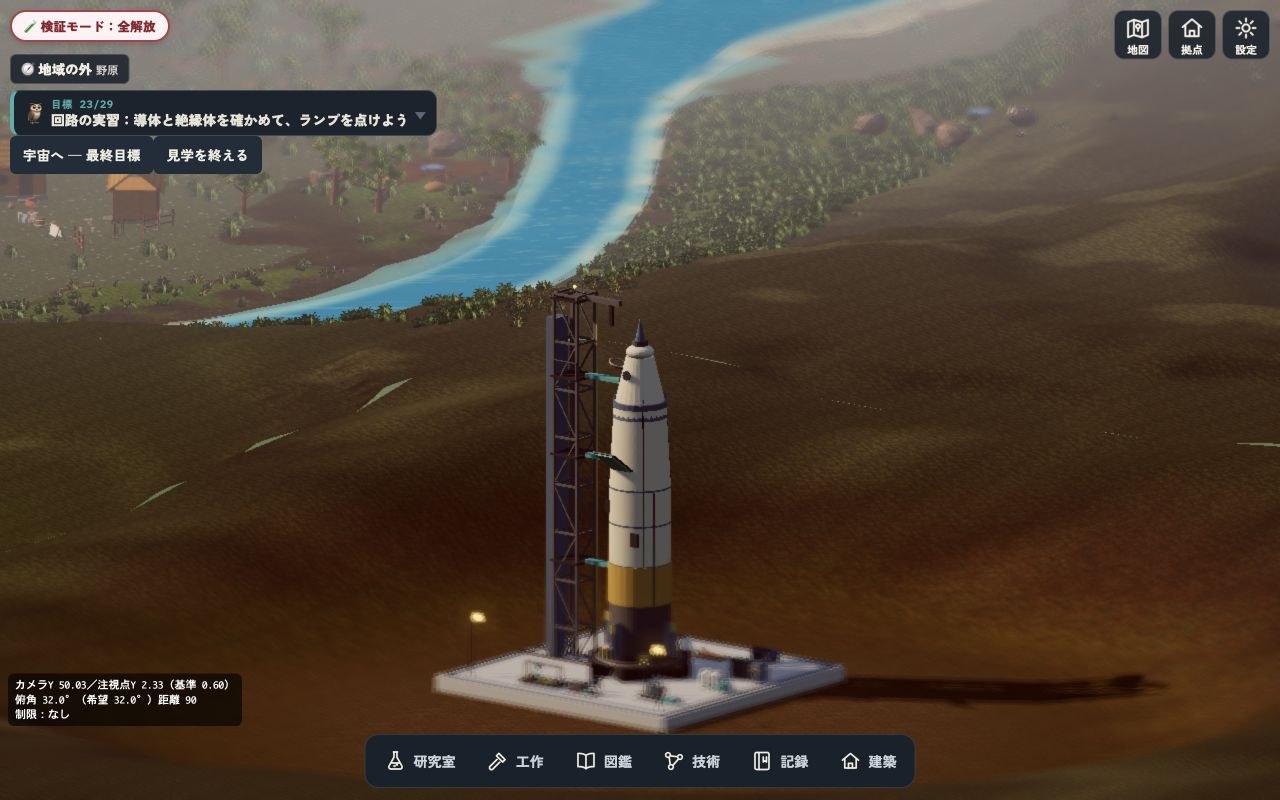 検証モード：全解放
地域の外 野原
目標 23/29
回路の実習：導体と絶縁体を確かめて、ランプを点けよう
宇宙へ — 最終目標 見学を終える
地図 拠点 設定
カメラY 50.03／注視点Y 2.33（基準 0.60）
俯角 32.0°（希望 32.0°）距離 90
制限：なし
研究室 工作 図鑑 技術 記録 建築